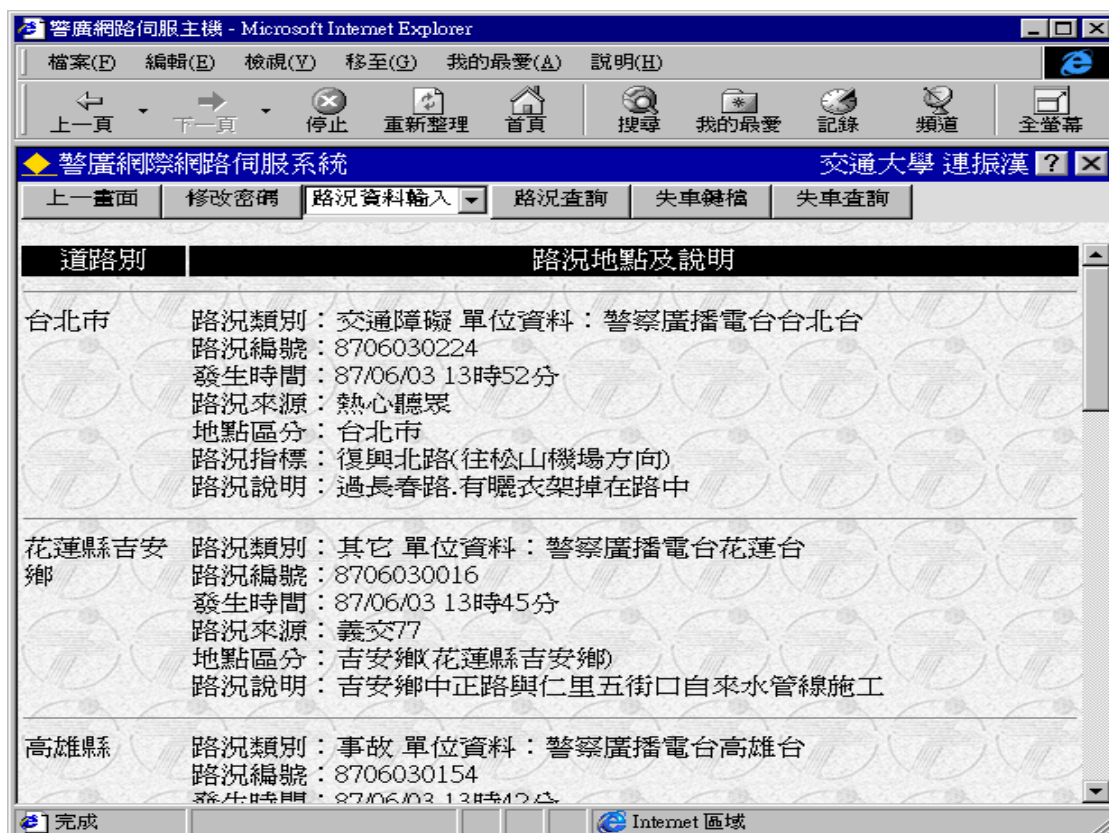 警廣網路伺服主機 - Microsoft Internet Explorer
檔案(F) 編輯(E) 檢視(V) 移至(G) 我的最愛(A) 說明(H)
上一頁 下一頁 停止 重新整理 首頁 搜尋 我的最愛 記錄 頻道 全螢幕
警廣網際網路伺服系統 交通大學 連振漢
上一畫面 修改密碼 路況資料輸入 路況查詢 失車鍵檔 失車查詢
道路別 路況地點及說明
台北市 路況類別：交通障礙 單位資料：警察廣播電台台北台
路況編號：8706030224
發生時間：87/06/03 13時52分
路況來源：熱心聽眾
地點區分：台北市
路況指標：復興北路(往松山機場方向)
路況說明：過長春路.有曬衣架掉在路中
花蓮縣吉安鄉 路況類別：其它 單位資料：警察廣播電台花蓮台
路況編號：8706030016
發生時間：87/06/03 13時45分
路況來源：義交77
地點區分：吉安鄉(花蓮縣吉安鄉)
路況說明：吉安鄉中正路與仁里五街口自來水管線施工
高雄縣 路況類別：事故 單位資料：警察廣播電台高雄台
路況編號：8706030154
發生時間：87/06/03 13時42分
完成 Internet 區域